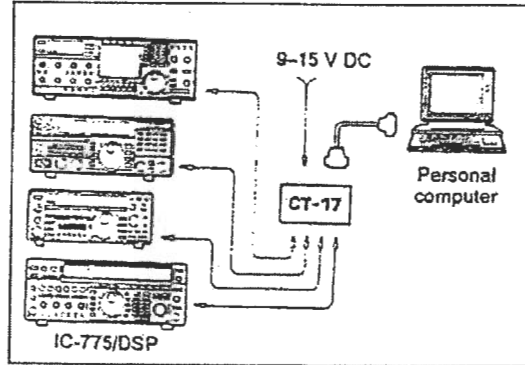 9–15 V DC
CT-17
Personal
computer
IC-775/DSP